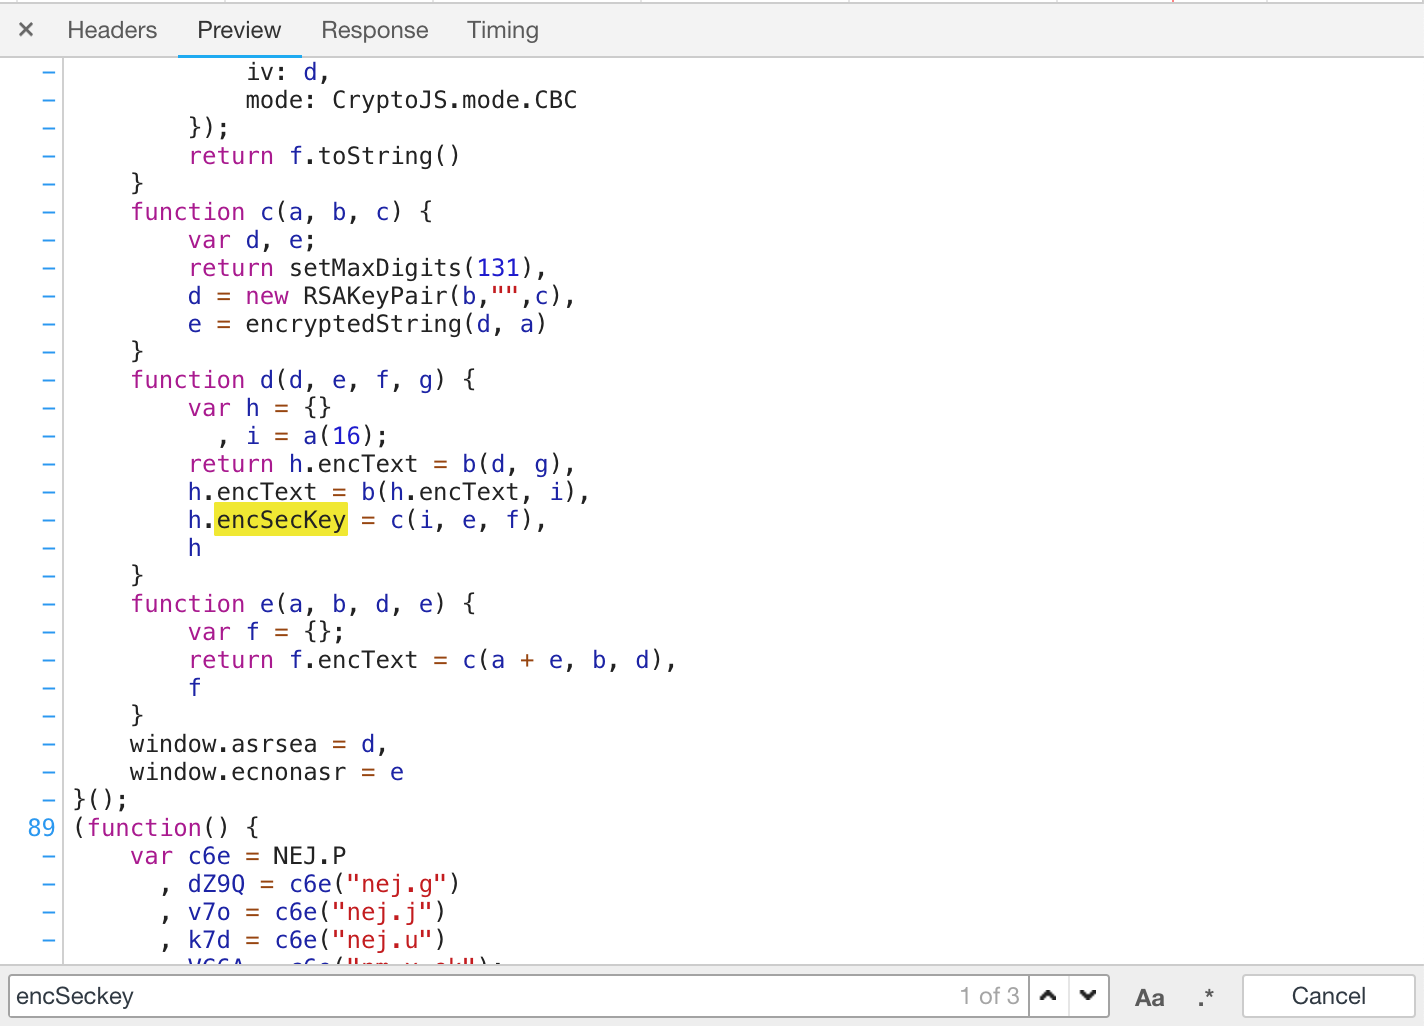 × Headers Preview Response Timing
iv: d,
mode: CryptoJS.mode.CBC
});
return f.toString()
}
function c(a, b, c) {
var d, e;
return setMaxDigits(131),
d = new RSAKeyPair(b,"",c),
e = encryptedString(d, a)
}
function d(d, e, f, g) {
var h = {}
, i = a(16);
return h.encText = b(d, g),
h.encText = b(h.encText, i),
h.encSecKey = c(i, e, f),
h
}
function e(a, b, d, e) {
var f = {};
return f.encText = c(a + e, b, d),
f
}
window.asrsea = d,
window.ecnonasr = e
}();
89 (function() {
var c6e = NEJ.P
, dZ9Q = c6e("nej.g")
, v7o = c6e("nej.j")
, k7d = c6e("nej.u")
encSeckey 1 of 3 Aa .* Cancel